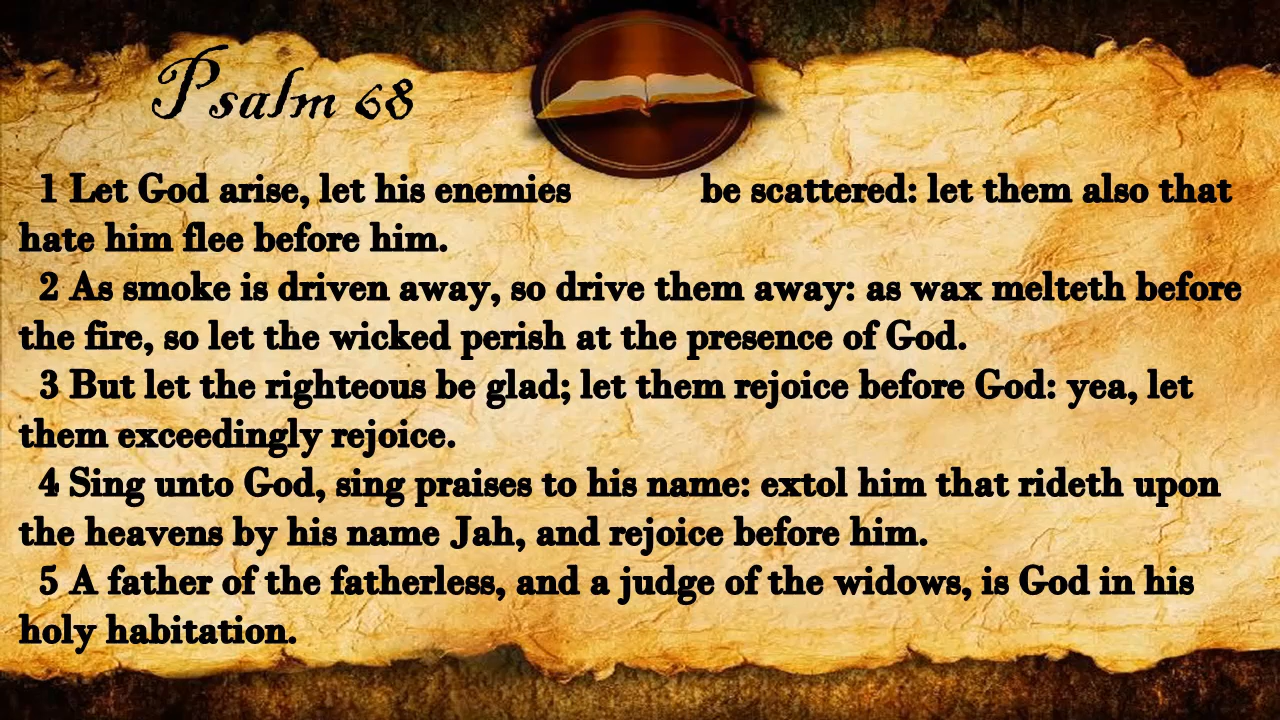 Psalm 68
1 Let God arise, let his enemies be scattered: let them also that
hate him flee before him.
2 As smoke is driven away, so drive them away: as wax melteth before
the fire, so let the wicked perish at the presence of God.
3 But let the righteous be glad; let them rejoice before God: yea, let
them exceedingly rejoice.
4 Sing unto God, sing praises to his name: extol him that rideth upon
the heavens by his name Jah, and rejoice before him.
5 A father of the fatherless, and a judge of the widows, is God in his
holy habitation.